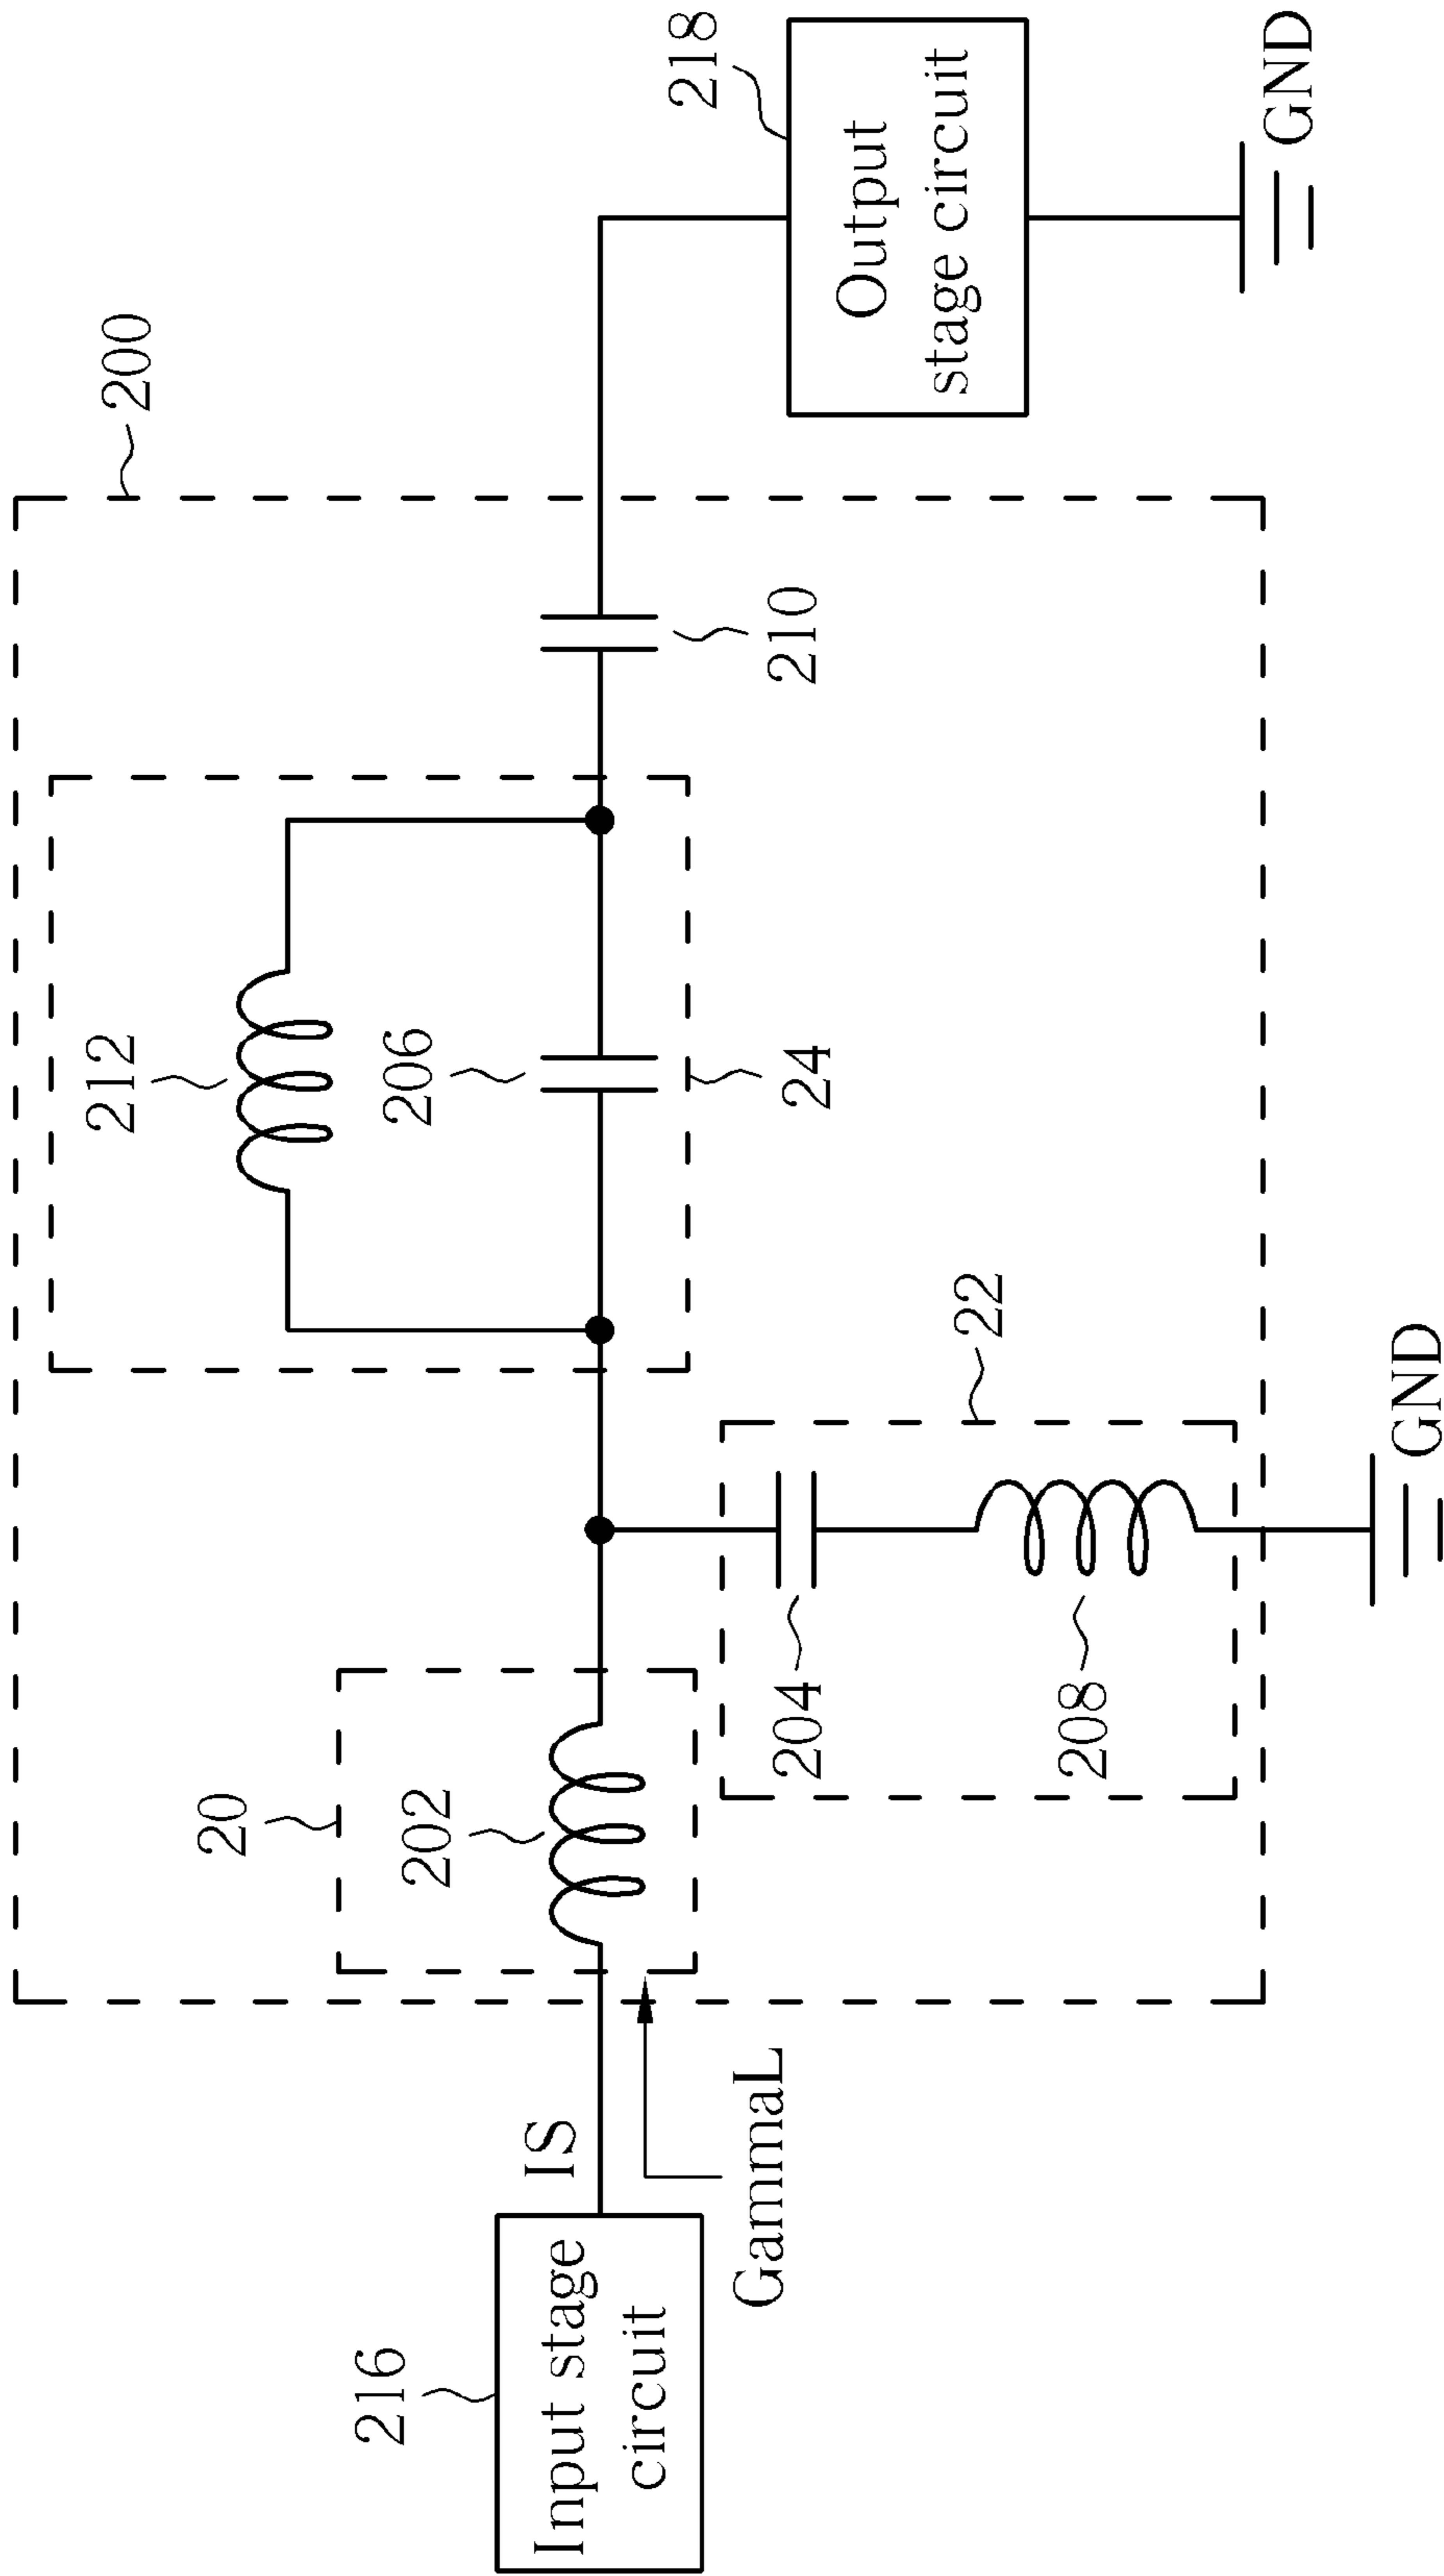 200
212
206
24
210
218
Output
stage circuit
GND
20
202
22
204
208
GND
216
Input stage
circuit
IS
GammaL